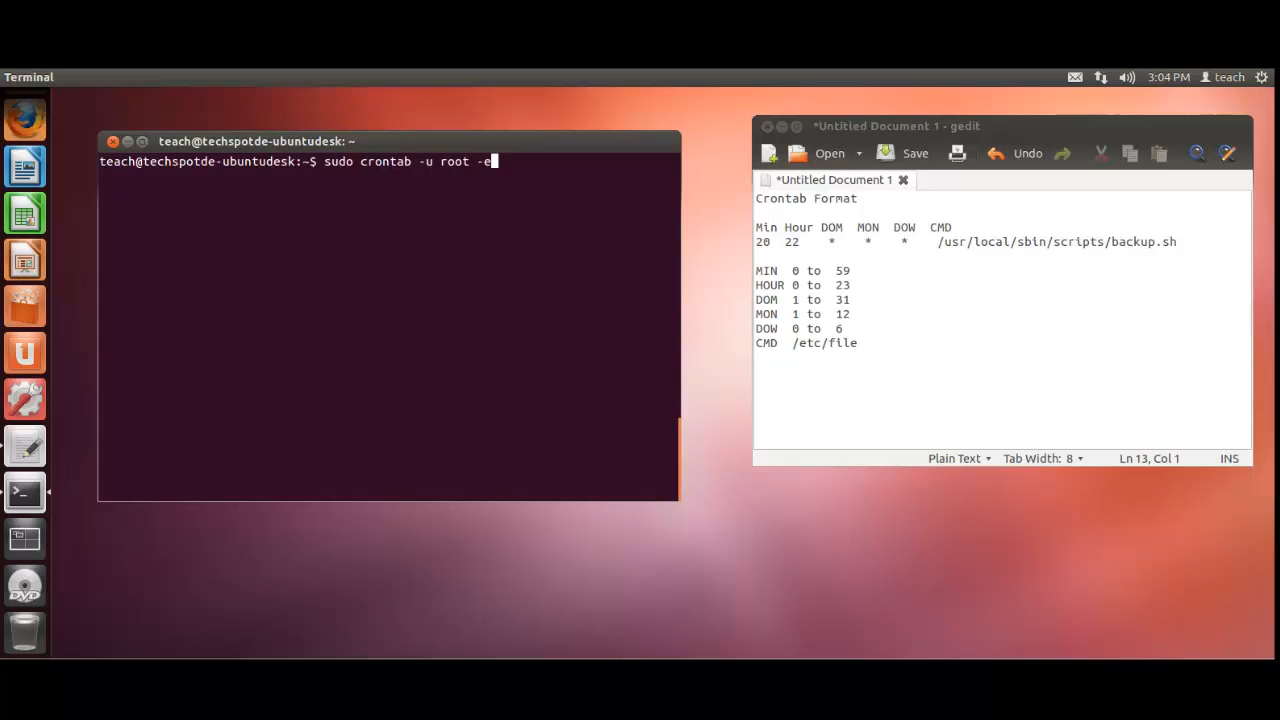 Terminal
3:04 PM teach
teach@techspotde-ubuntudesk: ~
teach@techspotde-ubuntudesk:~$ sudo crontab -u root -e
*Untitled Document 1 - gedit
Open Save Undo
*Untitled Document 1
Crontab Format
Min Hour DOM MON DOW CMD
20 22 * * * /usr/local/sbin/scripts/backup.sh
MIN 0 to 59
HOUR 0 to 23
DOM 1 to 31
MON 1 to 12
DOW 0 to 6
CMD /etc/file
Plain Text Tab Width: 8 Ln 13, Col 1 INS
U
>_
DVD